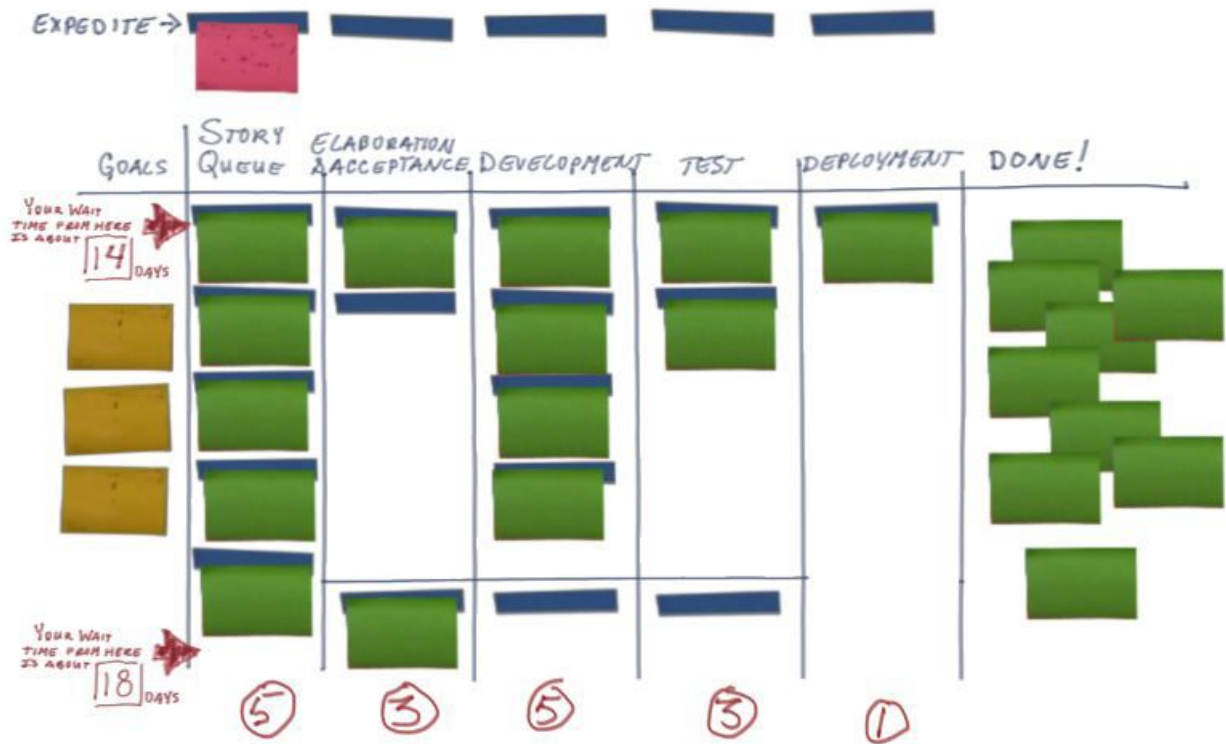 EXPEDITE →
GOALS
STORY
QUEUE
ELABORATION
& ACCEPTANCE
DEVELOPMENT
TEST
DEPLOYMENT
DONE!
YOUR WAIT
TIME FROM HERE
IS ABOUT
14 DAYS
YOUR WAIT
TIME FROM HERE
IS ABOUT
18 DAYS
5
3
5
3
1